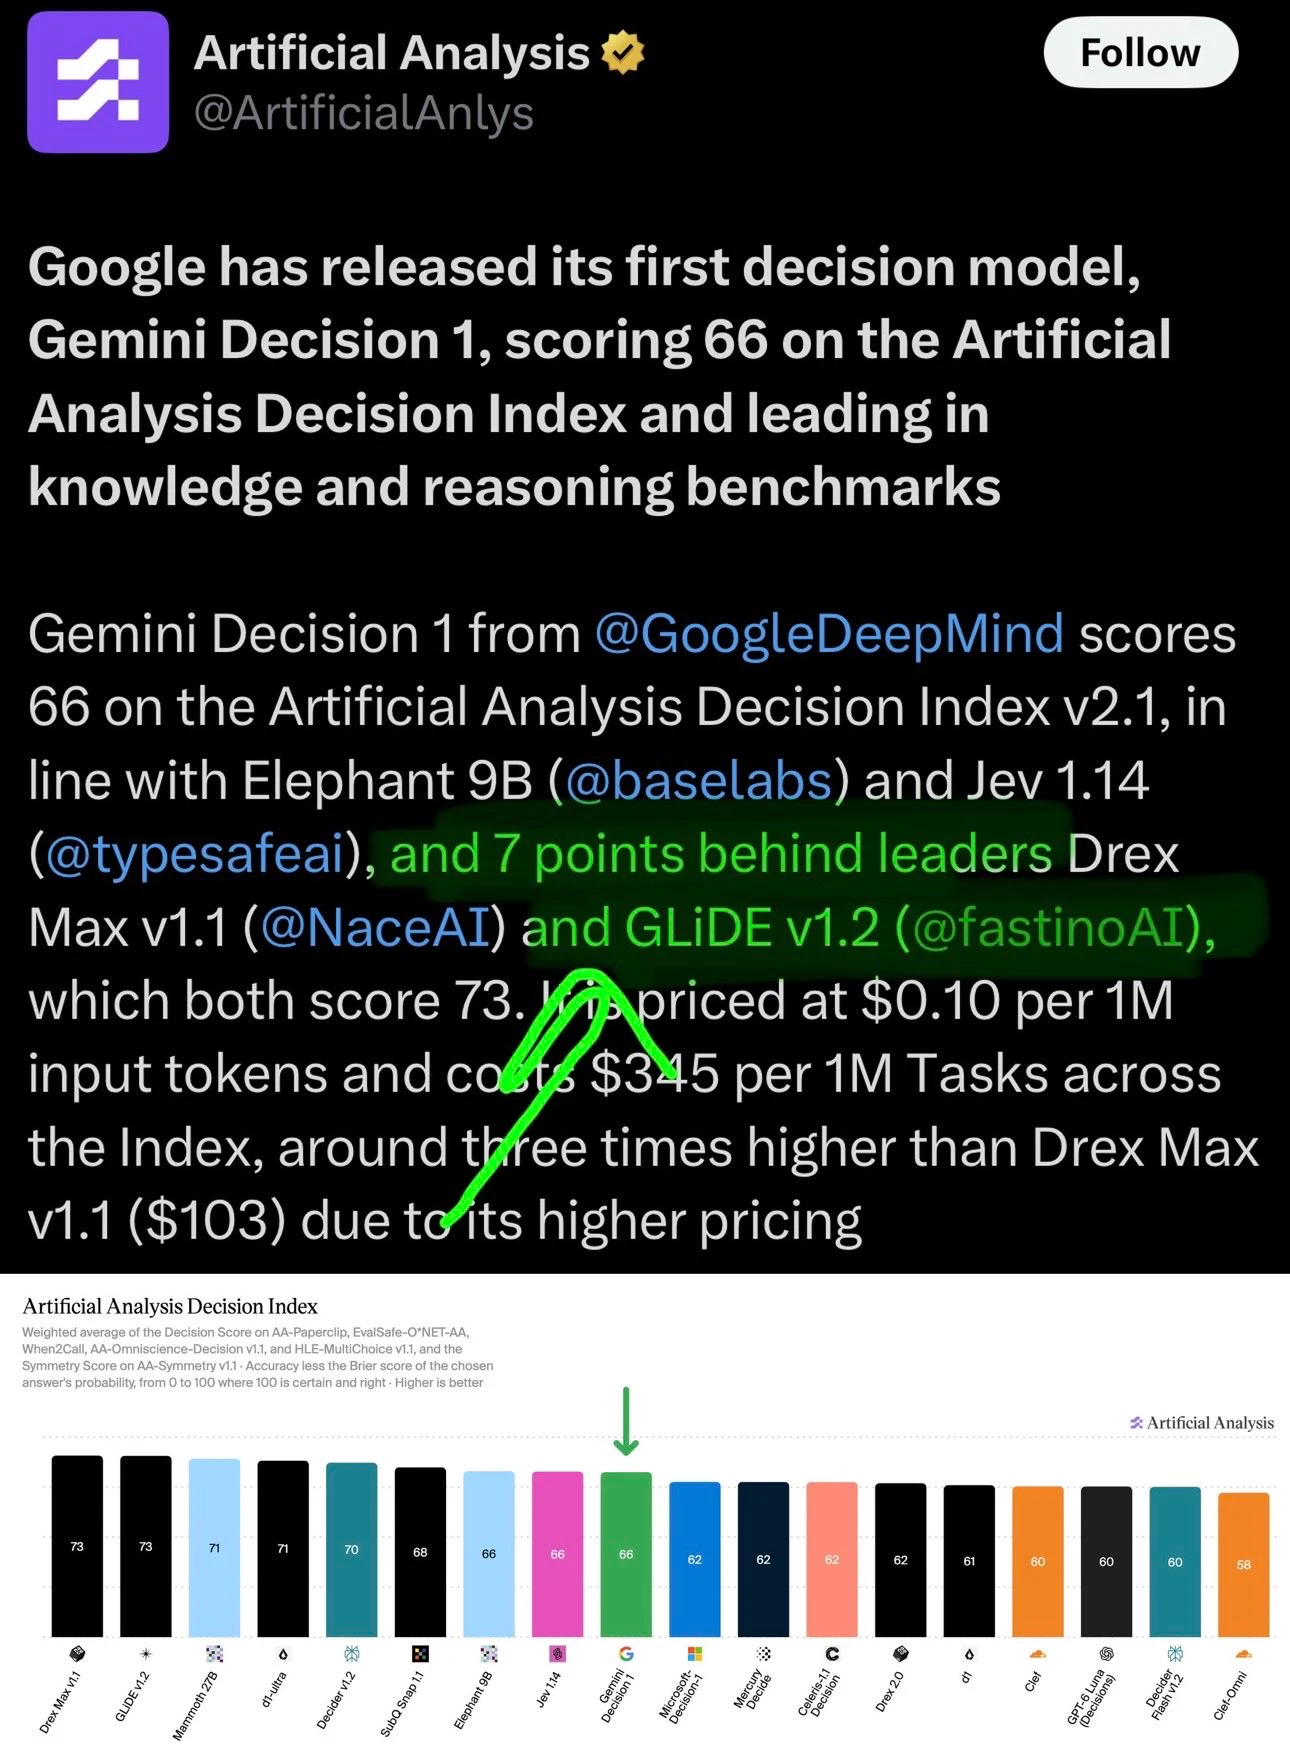 Artificial Analysis
Follow
@ArtificialAnlys
Google has released its first decision model,
Gemini Decision 1, scoring 66 on the Artificial
Analysis Decision Index and leading in
knowledge and reasoning benchmarks
Gemini Decision 1 from @GoogleDeepMind scores
66 on the Artificial Analysis Decision Index v2.1, in
line with Elephant 9B (@baselabs) and Jev 1.14
(@typesafeai), and 7 points behind leaders Drex
Max v1.1 (@NaceAI) and GLiDE v1.2 (@fastinoAI),
which both score 73. It is priced at $0.10 per 1M
input tokens and costs $345 per 1M Tasks across
the Index, around three times higher than Drex Max
v1.1 ($103) due to its higher pricing
Artificial Analysis Decision Index
Weighted average of the Decision Score on AA-Paperclip, EvalSafe-O*NET-AA,
When2Call, AA-Omniscience-Decision v1.1, and HLE-MultiChoice v1.1, and the
Symmetry Score on AA-Symmetry v1.1 · Accuracy less the Brier score of the chosen
answer's probability, from 0 to 100 where 100 is certain and right · Higher is better
Artificial Analysis
73
73
71
71
70
68
66
66
66
62
62
62
62
61
60
60
60
58
Drex Max v1.1
GLiDE v1.2
Mammoth 27B
d1-ultra
Decider v1.2
SubQ Snap 1.1
Elephant 9B
Jev 1.14
Gemini
Decision 1
Microsoft-
Decision-1
Mercury
Decide
Celeris-1.1
Decision
Drex 2.0
d1
Clef
GPT-6 Luna
(Decisions)
Decider
Flash v1.2
Clef-Omni